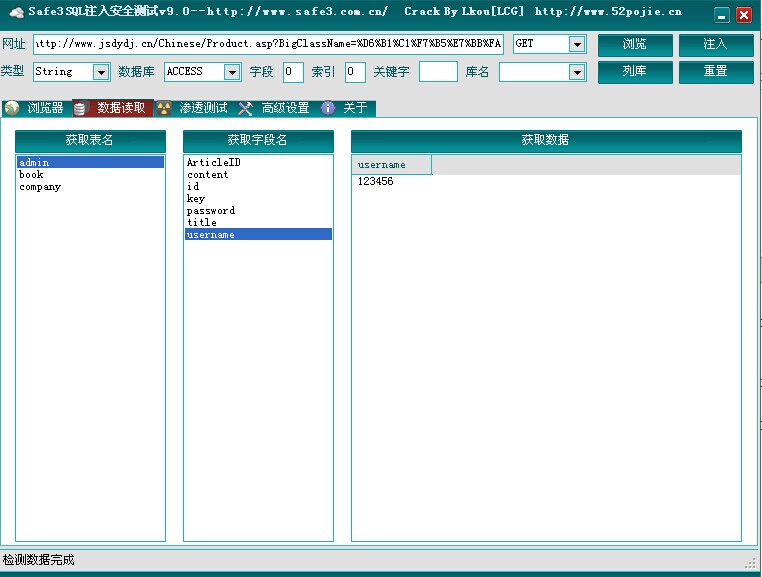 Safe3SQL注入安全测试v9.0--http://www.safe3.com.cn/ Crack By Lkou[LCG] http://www.52pojie.cn
网址 http://www.jsdydj.cn/Chinese/Product.asp?BigClassName=%D6%B1%C1%F7%B5%E7%BB%FA GET 浏览 注入
类型 String 数据库 ACCESS 字段 0 索引 0 关键字 库名 列库 重置
浏览器 数据读取 渗透测试 高级设置 关于
获取表名 获取字段名 获取数据
admin ArticleID username
book content 123456
company id
key
password
title
username
检测数据完成